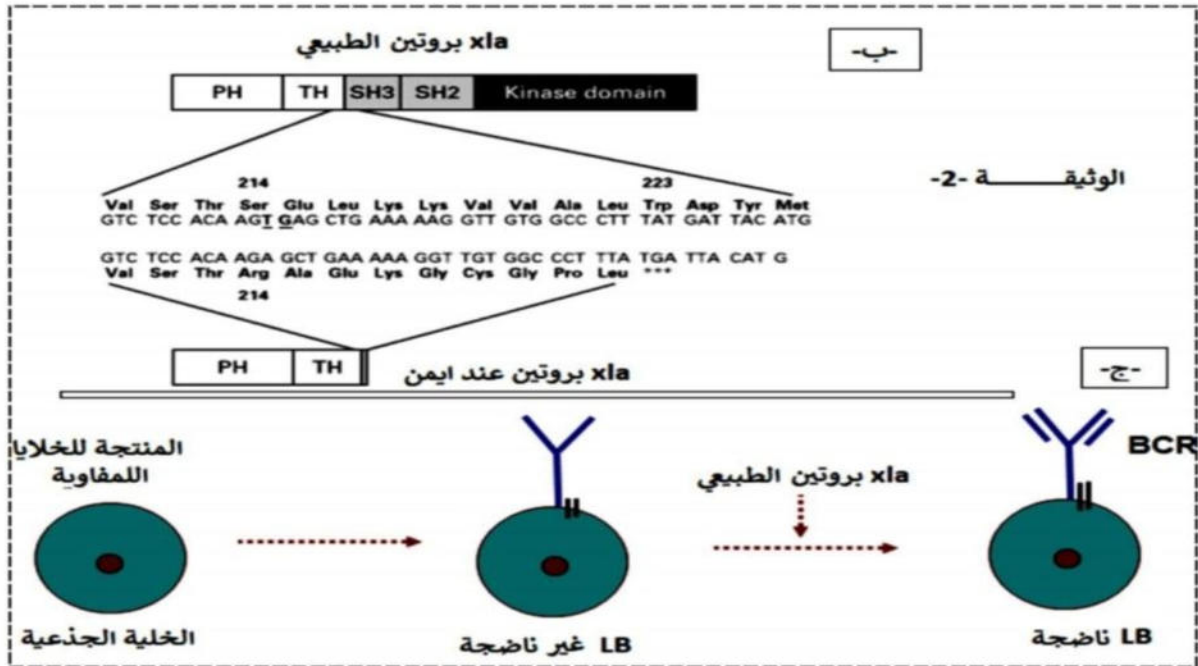 -ب-
xla بروتين الطبيعي
PH TH SH3 SH2 Kinase domain
الوثيقـــــــة -2-
214 223
Val Ser Thr Ser Glu Leu Lys Lys Val Val Ala Leu Trp Asp Tyr Met
GTC TCC ACA AGT GAG CTG AAA AAG GTT GTG GCC CTT TAT GAT TAC ATG
GTC TCC ACA AGA GCT GAA AAA GGT TGT GGC CCT TTA TGA TTA CAT G
Val Ser Thr Arg Ala Glu Lys Gly Cys Gly Pro Leu ***
214
PH TH
xla بروتين عند ايمن
-ج-
المنتجة للخلايا
اللمفاوية
xla بروتين الطبيعي
BCR
الخلية الجذعية
LB غير ناضجة
LB ناضجة